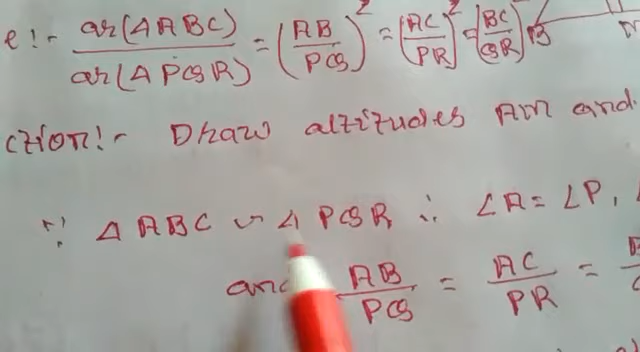 e :- ar(ΔABC)/ar(ΔPQR) = (AB/PQ)² = (AC/PR)² = (BC/QR)² B
ction :- Draw altitudes AM and
∵ ΔABC ~ ΔPQR ∴ ∠A = ∠P,
and AB/PQ = AC/PR =